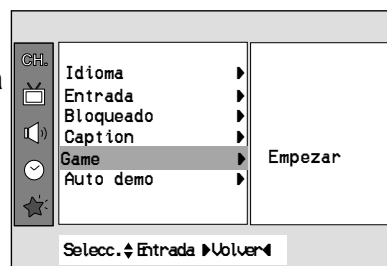 CH.
Idioma
Entrada
Bloqueado
Caption
Game
Auto demo
Empezar
Selecc. Entrada Volver